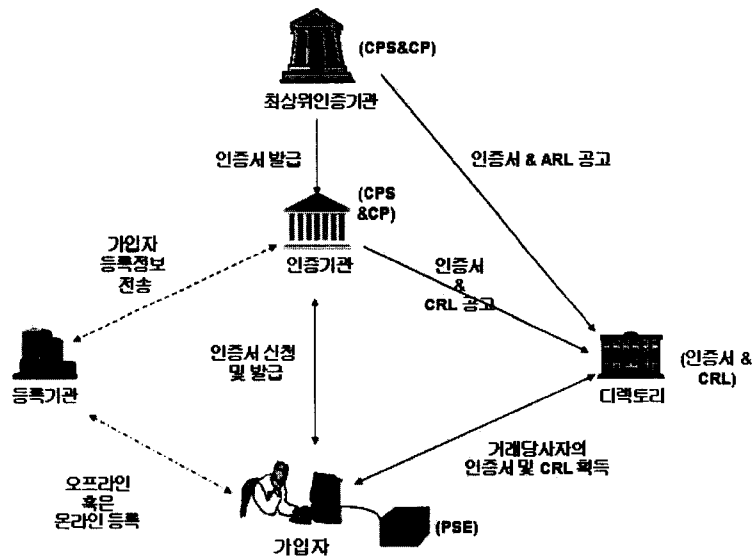 (CPS&CP)
최상위인증기관
인증서 발급
인증서 & ARL 공고
(CPS
&CP)
인증기관
가입자
등록정보
전송
인증서
&
CRL 공고
등록기관
인증서 신청
및 발급
디렉토리
(인증서 &
CRL)
거래당사자의
인증서 및 CRL 획득
오프라인
혹은
온라인 등록
가입자
(PSE)